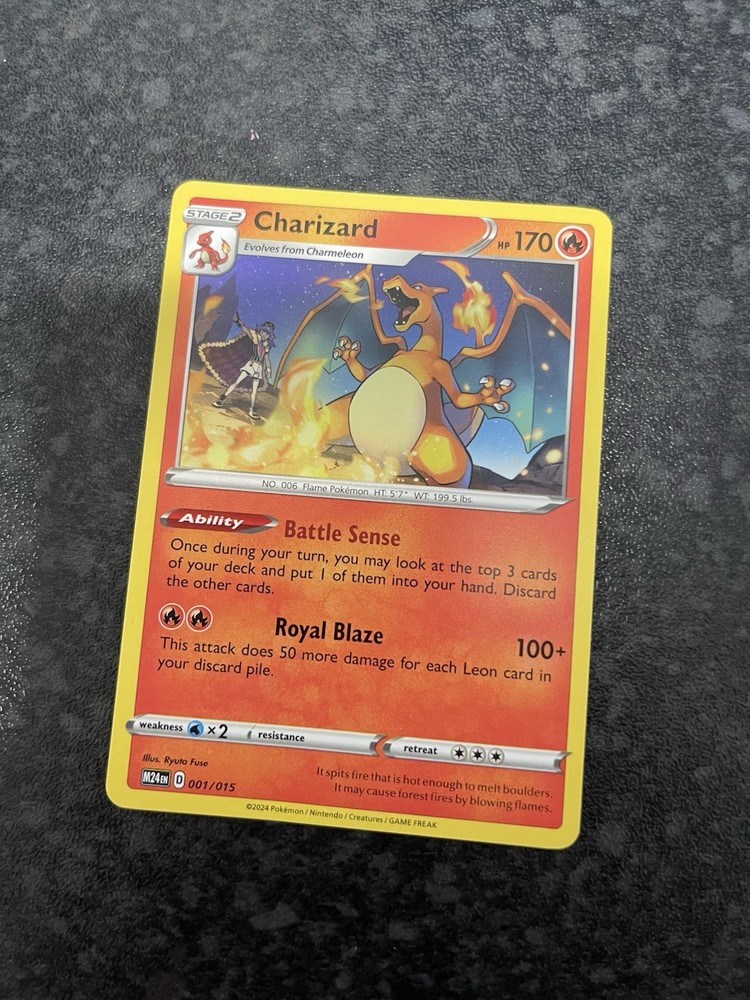 STAGE 2
Charizard
HP 170
Evolves from Charmeleon
NO. 006 Flame Pokémon HT: 5'7" WT: 199.5 lbs.
Ability Battle Sense
Once during your turn, you may look at the top 3 cards
of your deck and put 1 of them into your hand. Discard
the other cards.
Royal Blaze 100+
This attack does 50 more damage for each Leon card in
your discard pile.
weakness ×2 resistance retreat
Illus. Ryuta Fuse
M24 EN D 001/015
It spits fire that is hot enough to melt boulders.
It may cause forest fires by blowing flames.
©2024 Pokémon / Nintendo / Creatures / GAME FREAK